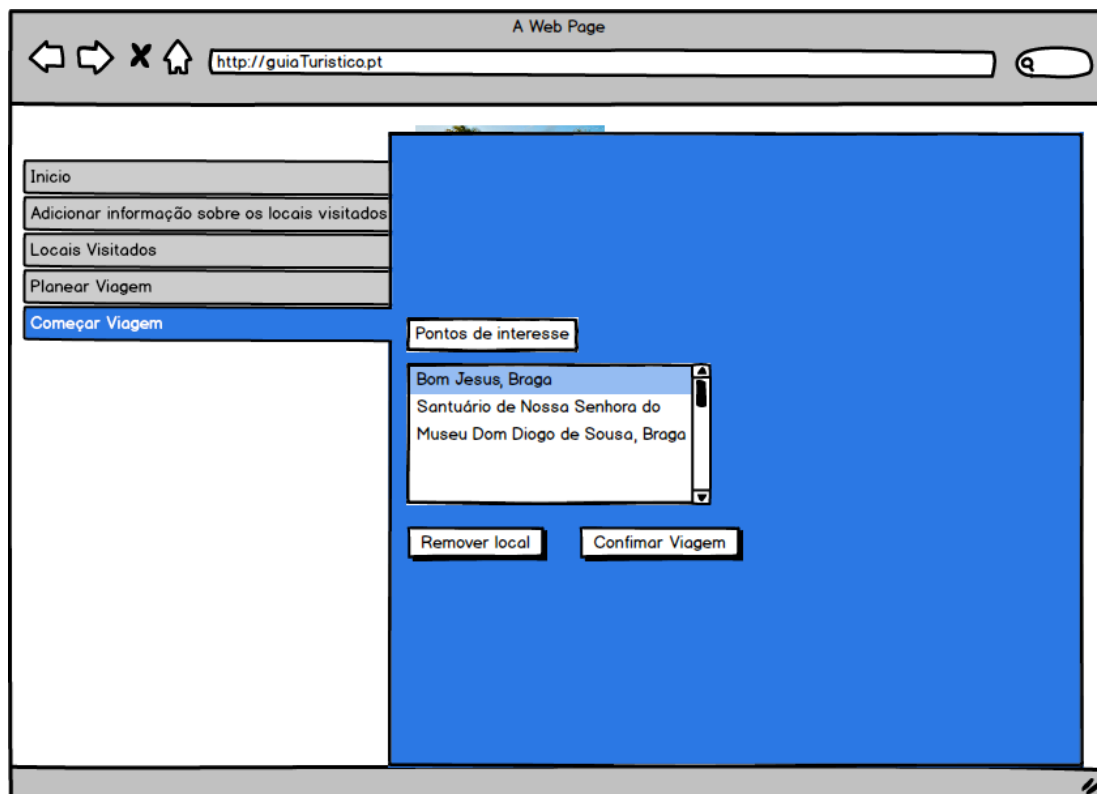 A Web Page
http://guiaTuristico.pt
Inicio
Adicionar informação sobre os locais visitados
Locais Visitados
Planear Viagem
Começar Viagem
Pontos de interesse
Bom Jesus, Braga
Santuário de Nossa Senhora do
Museu Dom Diogo de Sousa, Braga
Remover local
Confimar Viagem